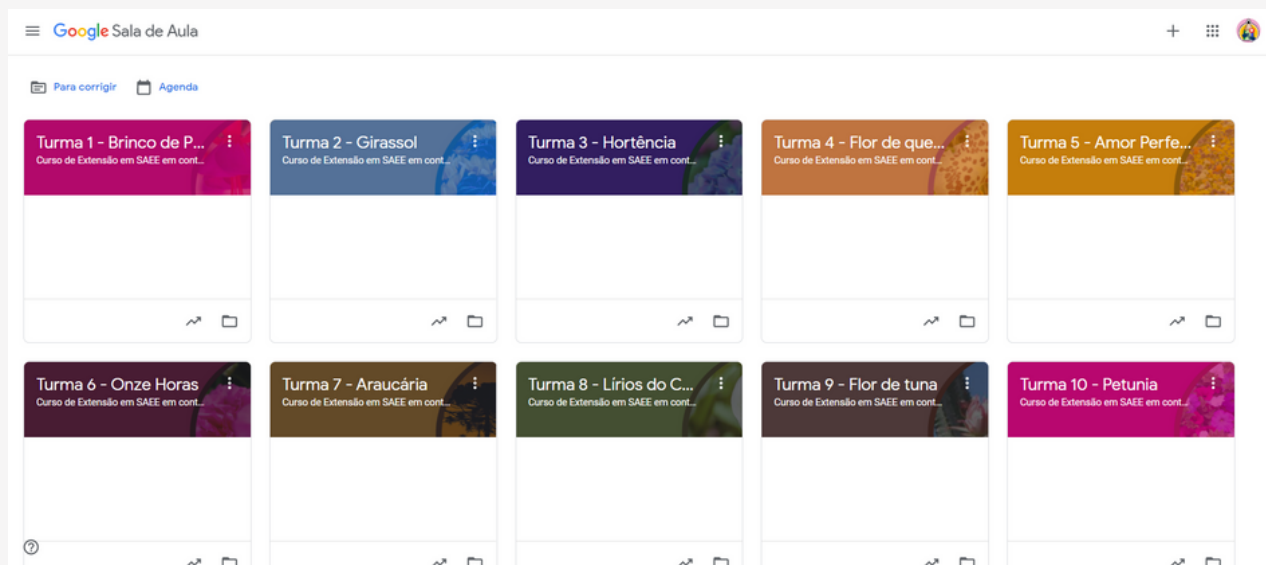 Google Sala de Aula
Para corrigir Agenda
Turma 1 - Brinco de P...
Curso de Extensão em SAEE em cont...
Turma 2 - Girassol
Curso de Extensão em SAEE em cont...
Turma 3 - Hortência
Curso de Extensão em SAEE em cont...
Turma 4 - Flor de que...
Curso de Extensão em SAEE em cont...
Turma 5 - Amor Perfe...
Curso de Extensão em SAEE em cont...
Turma 6 - Onze Horas
Curso de Extensão em SAEE em cont...
Turma 7 - Araucária
Curso de Extensão em SAEE em cont...
Turma 8 - Lírios do C...
Curso de Extensão em SAEE em cont...
Turma 9 - Flor de tuna
Curso de Extensão em SAEE em cont...
Turma 10 - Petunia
Curso de Extensão em SAEE em cont...